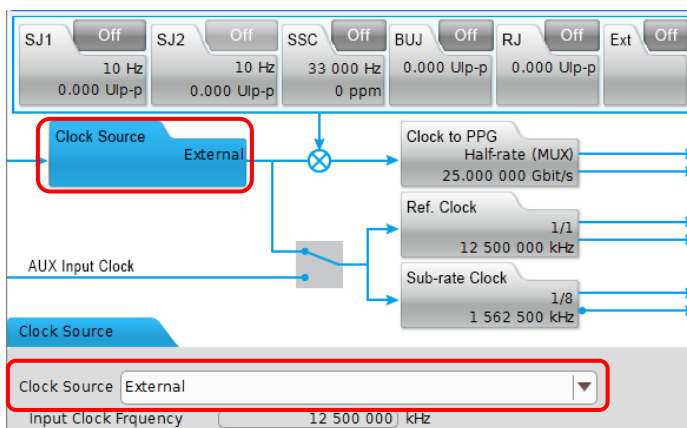 SJ1 Off SJ2 Off SSC Off BUJ Off RJ Off Ext Off
10 Hz 10 Hz 33 000 Hz 0.000 UIp-p 0.000 UIp-p
0.000 UIp-p 0.000 UIp-p 0 ppm
Clock Source
External
Clock to PPG
Half-rate (MUX)
25.000 000 Gbit/s
Ref. Clock
1/1
12 500 000 kHz
AUX Input Clock
Sub-rate Clock
1/8
1 562 500 kHz
Clock Source
Clock Source External
Input Clock Frquency 12 500 000 kHz